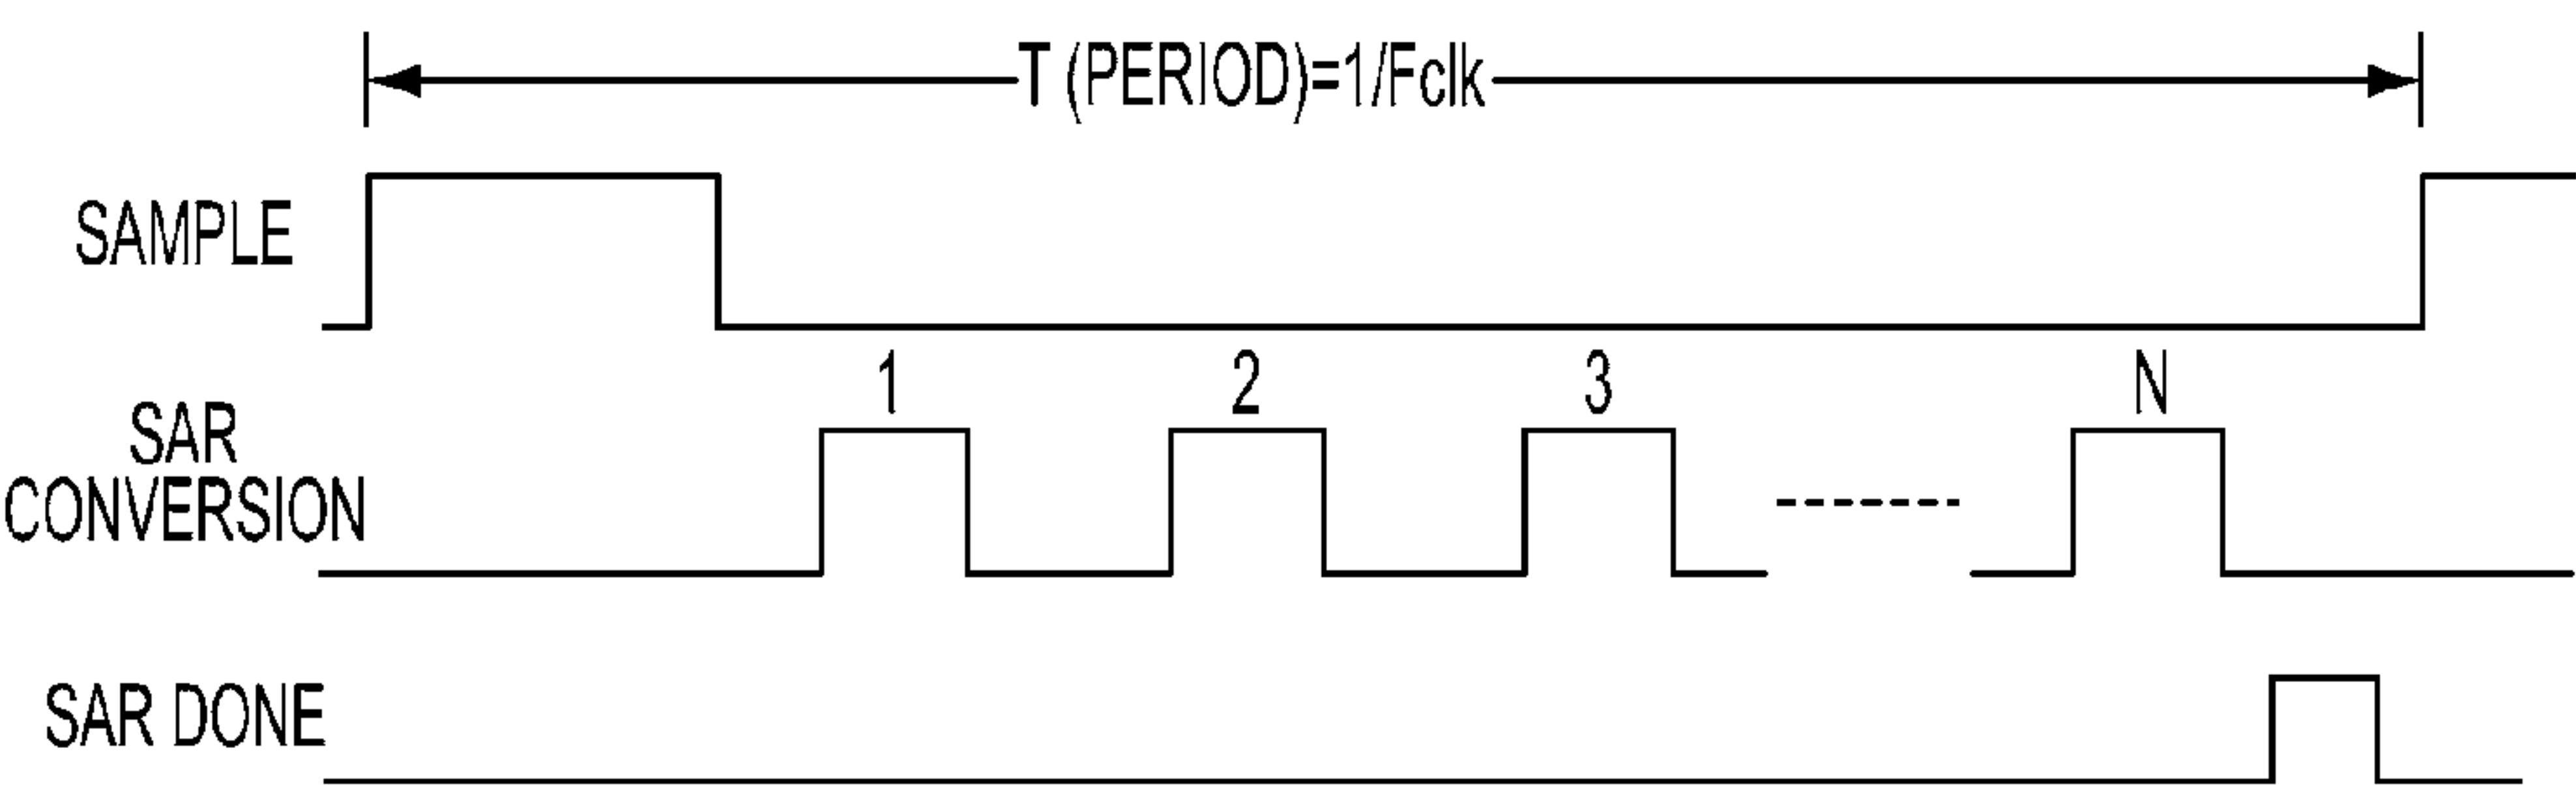 T (PERIOD)=1/Fclk
SAMPLE
1 2 3 N
SAR
CONVERSION
SAR DONE